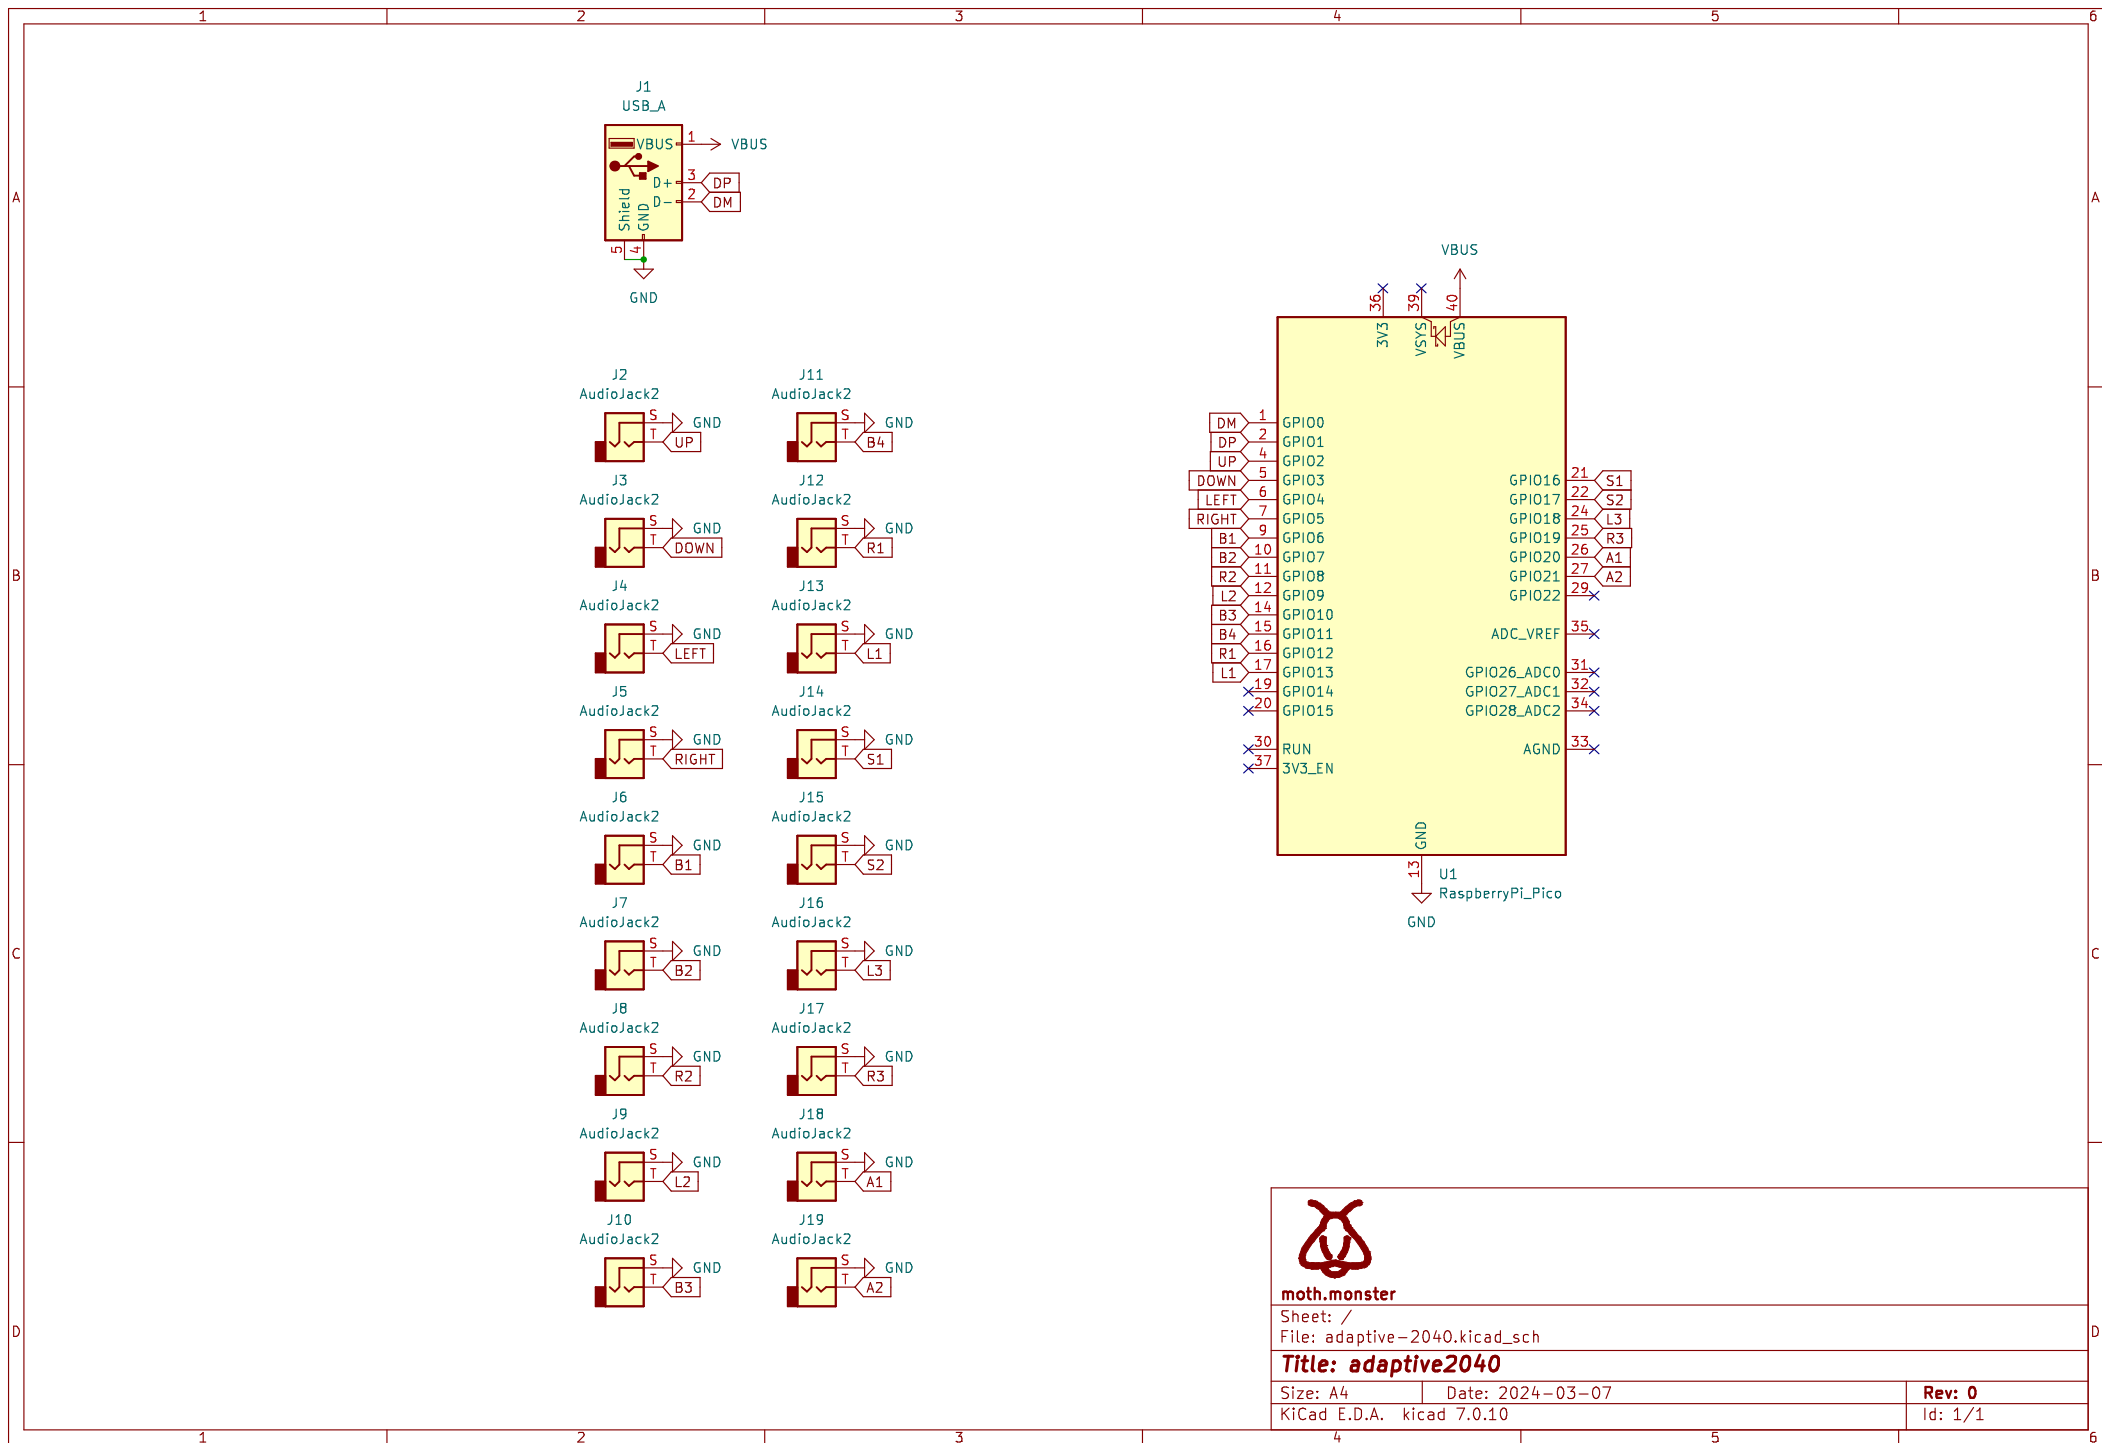 1 2 3 4 5 6
J1
USB_A
VBUS 1 VBUS
D+ 3 DP
D- 2 DM
Shield GND
5 4
GND
A A
J2
AudioJack2
S GND
T UP
J3
AudioJack2
S GND
T DOWN
J4
AudioJack2
S GND
T LEFT
J5
AudioJack2
S GND
T RIGHT
J6
AudioJack2
S GND
T B1
J7
AudioJack2
S GND
T B2
J8
AudioJack2
S GND
T R2
J9
AudioJack2
S GND
T L2
J10
AudioJack2
S GND
T B3
J11
AudioJack2
S GND
T B4
J12
AudioJack2
S GND
T R1
J13
AudioJack2
S GND
T L1
J14
AudioJack2
S GND
T S1
J15
AudioJack2
S GND
T S2
J16
AudioJack2
S GND
T L3
J17
AudioJack2
S GND
T R3
J18
AudioJack2
S GND
T A1
J19
AudioJack2
S GND
T A2
VBUS
36 39 40
3V3 VSYS VBUS
DM 1 GPIO0
DP 2 GPIO1
UP 4 GPIO2
DOWN 5 GPIO3
LEFT 6 GPIO4
RIGHT 7 GPIO5
B1 9 GPIO6
B2 10 GPIO7
R2 11 GPIO8
L2 12 GPIO9
B3 14 GPIO10
B4 15 GPIO11
R1 16 GPIO12
L1 17 GPIO13
19 GPIO14
20 GPIO15
30 RUN
37 3V3_EN
GPIO16 21 S1
GPIO17 22 S2
GPIO18 24 L3
GPIO19 25 R3
GPIO20 26 A1
GPIO21 27 A2
GPIO22 29
ADC_VREF 35
GPIO26_ADC0 31
GPIO27_ADC1 32
GPIO28_ADC2 34
AGND 33
GND
13
U1
RaspberryPi_Pico
GND
B B
C C
D D
moth.monster
Sheet: /
File: adaptive-2040.kicad_sch
Title: adaptive2040
Size: A4 Date: 2024-03-07 Rev: 0
KiCad E.D.A. kicad 7.0.10 Id: 1/1
1 2 3 4 5 6